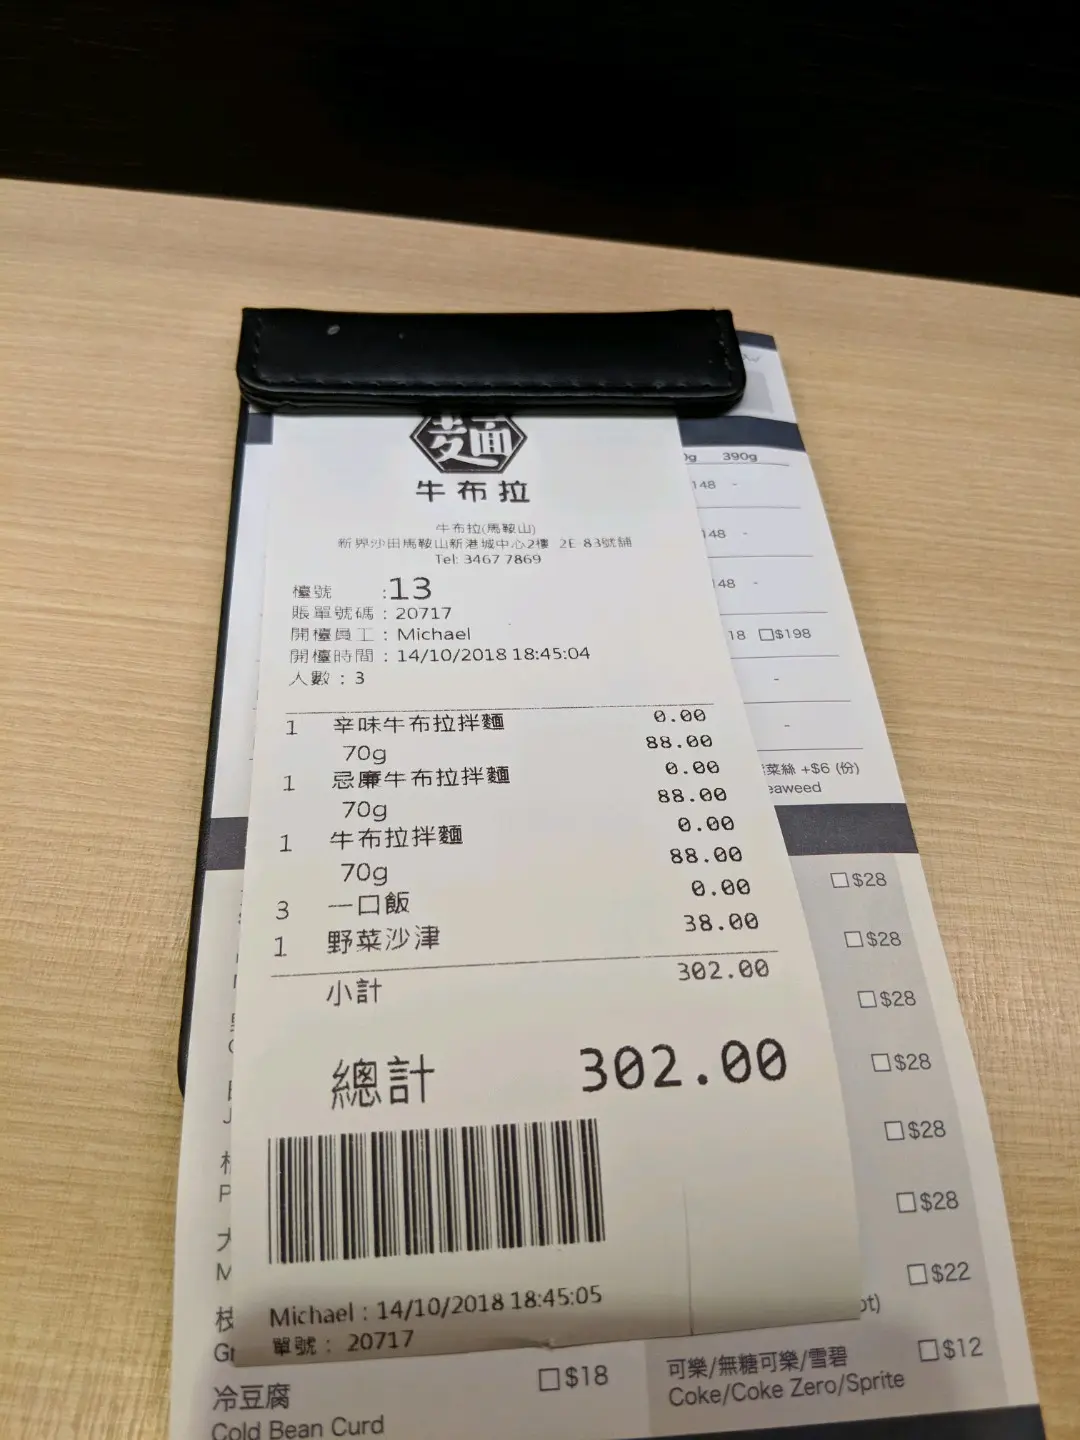 麵
牛布拉
牛布拉(馬鞍山)
新界沙田馬鞍山新港城中心2樓 2E-83號舖
Tel: 3467 7869
檯號 :13
賬單號碼 : 20717
開檯員工 : Michael
開檯時間 : 14/10/2018 18:45:04
人數 : 3
1 辛味牛布拉拌麵 0.00
70g 88.00
1 忌廉牛布拉拌麵 0.00
70g 88.00
1 牛布拉拌麵 0.00
70g 88.00
3 一口飯 0.00
1 野菜沙津 38.00
小計 302.00
總計 302.00
Michael : 14/10/2018 18:45:05
單號 : 20717
390g
148 -
148 -
148 -
18 □$198
-
-
菜絲 +$6 (份)
eaweed
□$28
□$28
□$28
□$28
□$28
□$28
□$22
冷豆腐 □$18
Cold Bean Curd
可樂/無糖可樂/雪碧 □$12
Coke/Coke Zero/Sprite